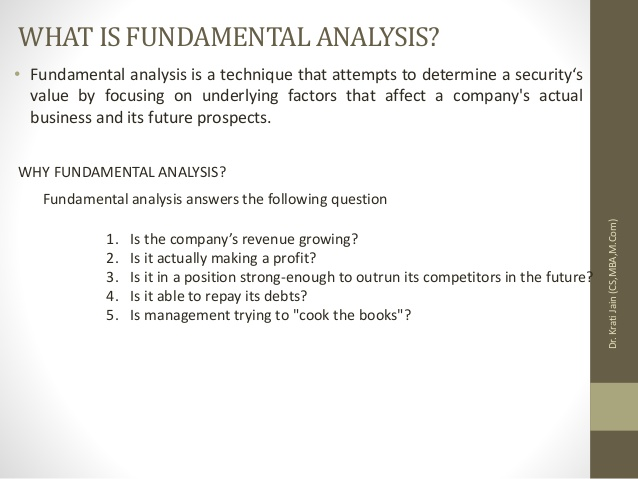 WHAT IS FUNDAMENTAL ANALYSIS?
• Fundamental analysis is a technique that attempts to determine a security‘s
value by focusing on underlying factors that affect a company's actual
business and its future prospects.
WHY FUNDAMENTAL ANALYSIS?
Fundamental analysis answers the following question
1. Is the company’s revenue growing?
2. Is it actually making a profit?
3. Is it in a position strong-enough to outrun its competitors in the future?
4. Is it able to repay its debts?
5. Is management trying to "cook the books"?
Dr. Krati Jain (CS,MBA,M.Com)